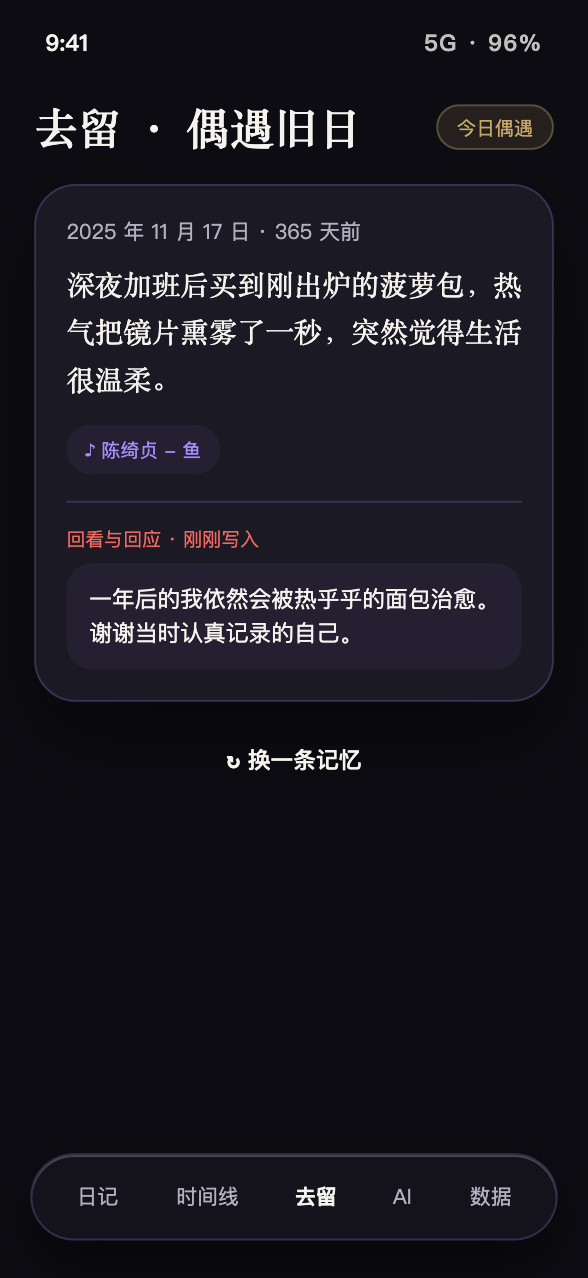 9:41
5G · 96%
去留 · 偶遇旧日
今日偶遇
2025 年 11 月 17 日 · 365 天前
深夜加班后买到刚出炉的菠萝包，热
气把镜片熏雾了一秒，突然觉得生活
很温柔。
♪ 陈绮贞 – 鱼
回看与回应 · 刚刚写入
一年后的我依然会被热乎乎的面包治愈。
谢谢当时认真记录的自己。
↻ 换一条记忆
日记
时间线
去留
AI
数据